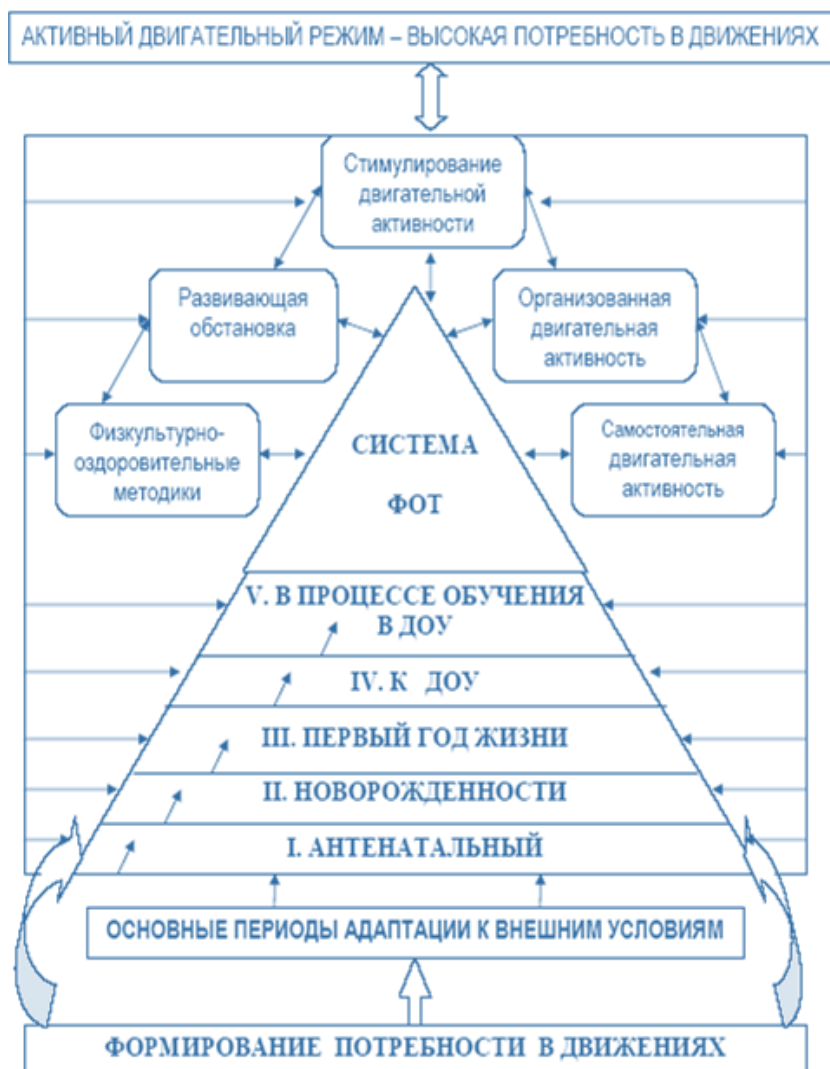 АКТИВНЫЙ ДВИГАТЕЛЬНЫЙ РЕЖИМ – ВЫСОКАЯ ПОТРЕБНОСТЬ В ДВИЖЕНИЯХ
Стимулирование
двигательной
активности
Развивающая
обстановка
Организованная
двигательная
активность
Физкультурно-
оздоровительные
методики
Самостоятельная
двигательная
активность
СИСТЕМА
ФОТ
V. В ПРОЦЕССЕ ОБУЧЕНИЯ
В ДОУ
IV. К ДОУ
III. ПЕРВЫЙ ГОД ЖИЗНИ
II. НОВОРОЖДЕННОСТИ
I. АНТЕНАТАЛЬНЫЙ
ОСНОВНЫЕ ПЕРИОДЫ АДАПТАЦИИ К ВНЕШНИМ УСЛОВИЯМ
ФОРМИРОВАНИЕ ПОТРЕБНОСТИ В ДВИЖЕНИЯХ